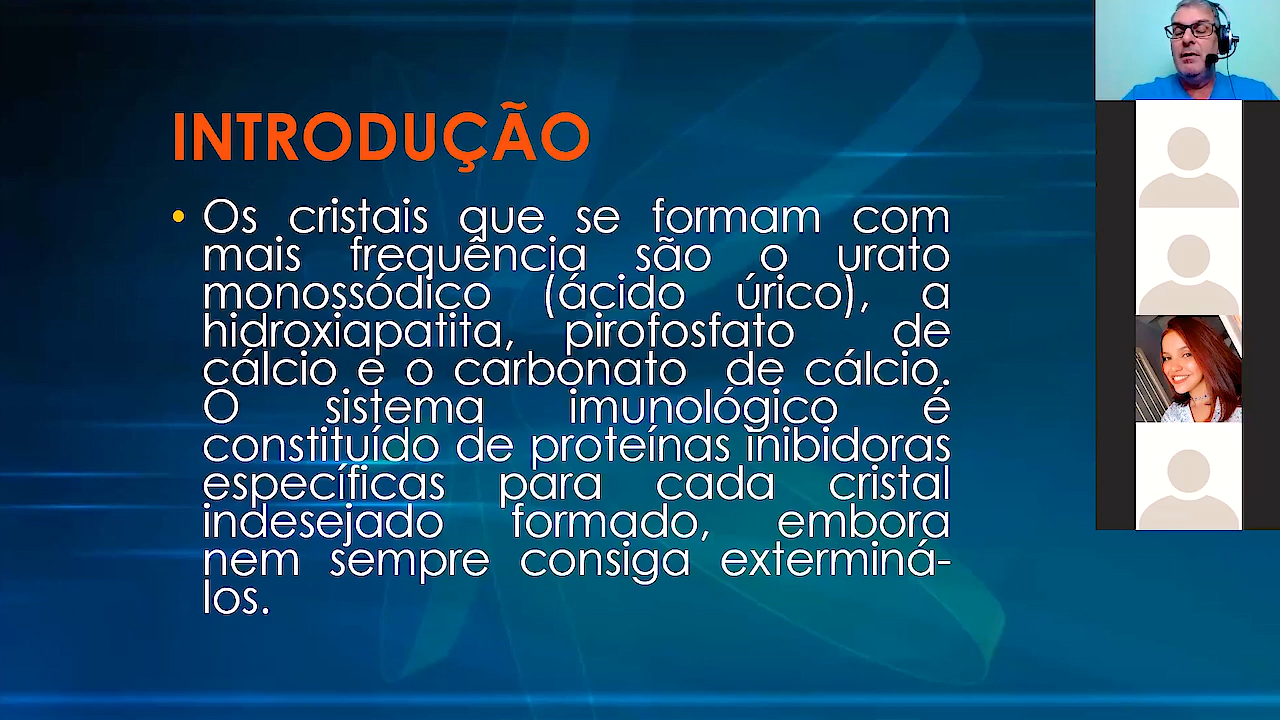 INTRODUÇÃO
• Os cristais que se formam com
mais frequência são o urato
monossódico (ácido úrico), a
hidroxiapatita, pirofosfato de
cálcio e o carbonato de cálcio.
O sistema imunológico é
constituído de proteínas inibidoras
específicas para cada cristal
indesejado formado, embora
nem sempre consiga exterminá-
los.